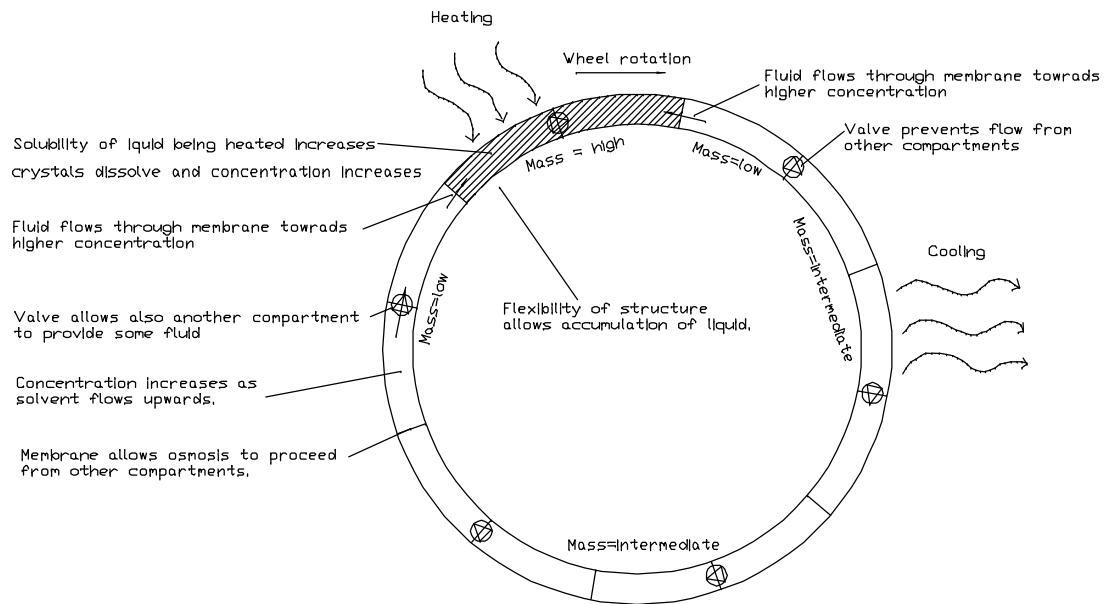 Heating
Wheel rotation
Fluid flows through membrane towrads
higher concentration
Valve prevents flow from
other compartments
Solubility of liquid being heated increases
crystals dissolve and concentration increases
Mass = high
Mass=low
Fluid flows through membrane towrads
higher concentration
Mass=intermediate
Cooling
Mass=low
Valve allows also another compartment
to provide some fluid
Flexibility of structure
allows accumulation of liquid.
Concentration increases as
solvent flows upwards.
Membrane allows osmosis to proceed
from other compartments.
Mass=intermediate